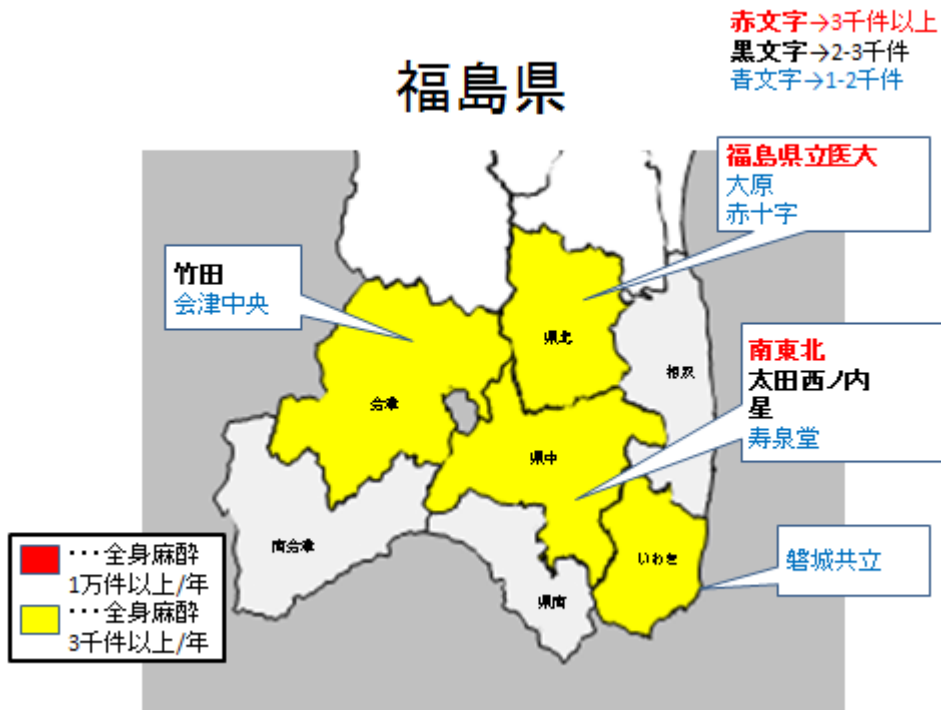 赤文字→3千件以上
黒文字→2-3千件
青文字→1-2千件
福島県
福島県立医大
大原
赤十字
竹田
会津中央
南東北
太田西ノ内
星
寿泉堂
磐城共立
県北
相双
会津
県中
南会津
いわき
県南
･･･全身麻酔
1万件以上/年
･･･全身麻酔
3千件以上/年